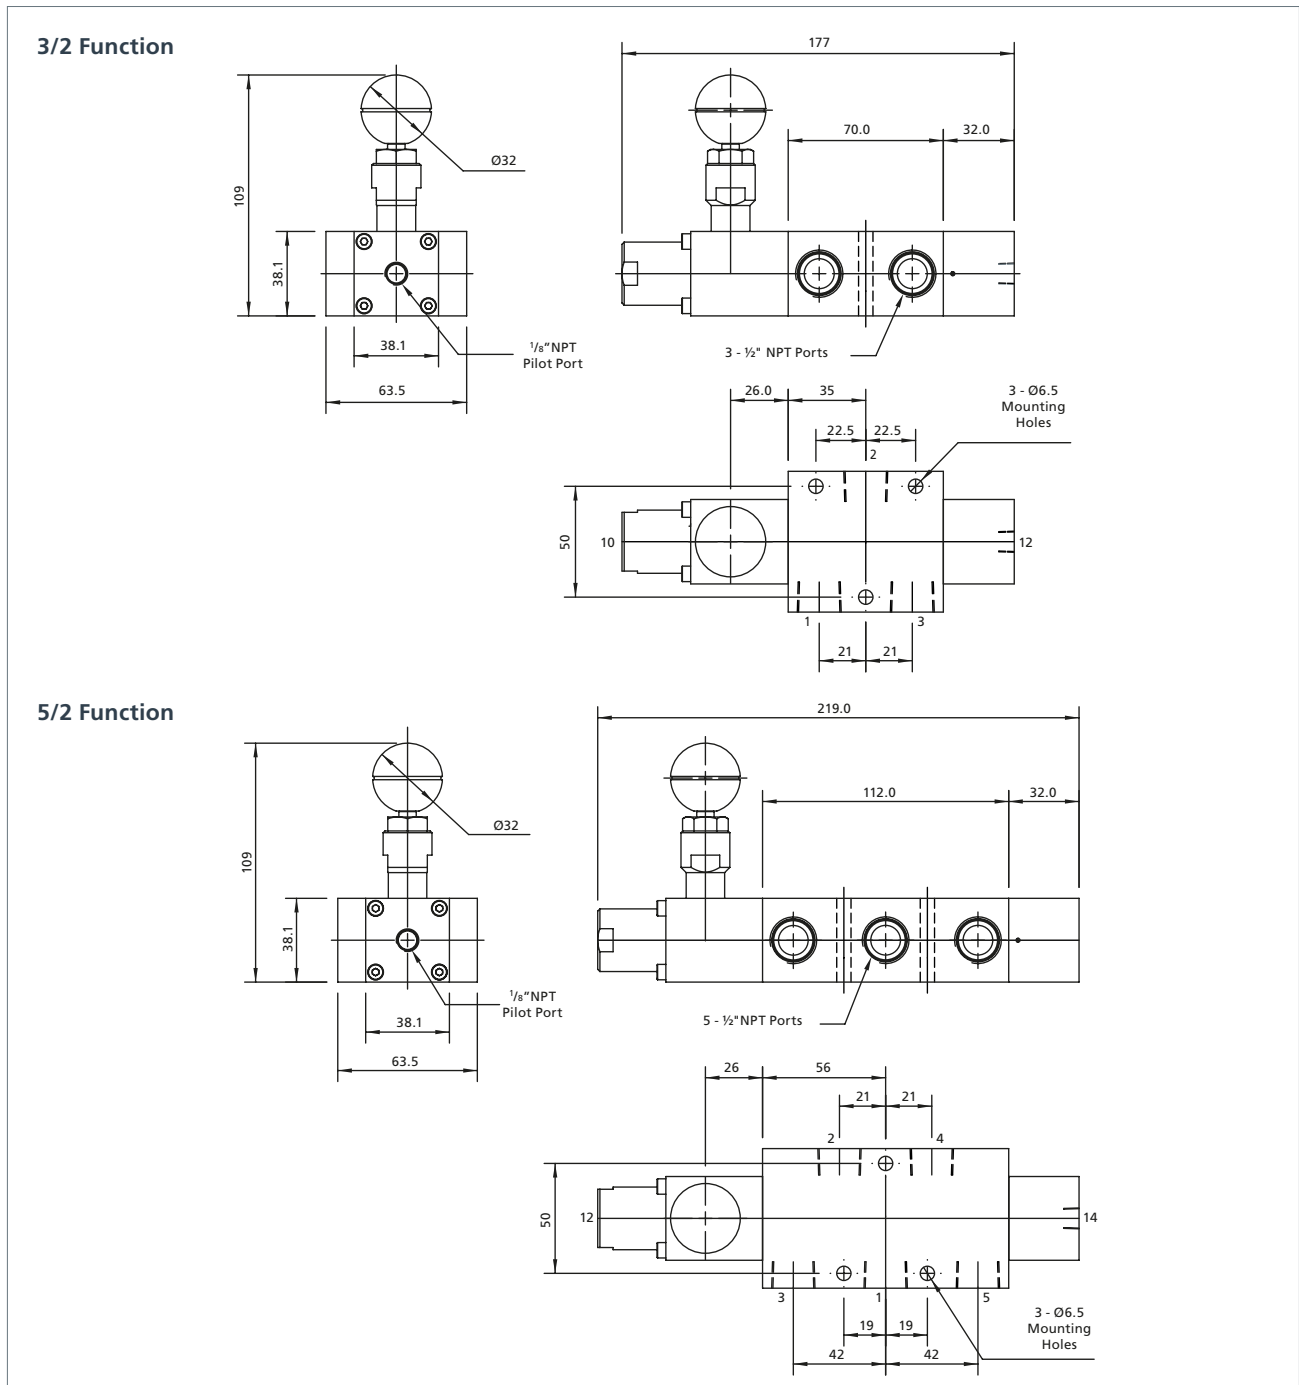 3/2 Function
177
109
Ø32
70.0
32.0
38.1
38.1
63.5
1/8"NPT
Pilot Port
3 - ½" NPT Ports
26.0
35
3 - Ø6.5
Mounting
Holes
22.5
22.5
2
50
10
12
1
3
21
21
5/2 Function
219.0
109
Ø32
112.0
32.0
38.1
38.1
63.5
1/8"NPT
Pilot Port
5 - ½"NPT Ports
26
56
21
21
2
4
50
12
14
3
1
5
3 - Ø6.5
Mounting
Holes
19
19
42
42